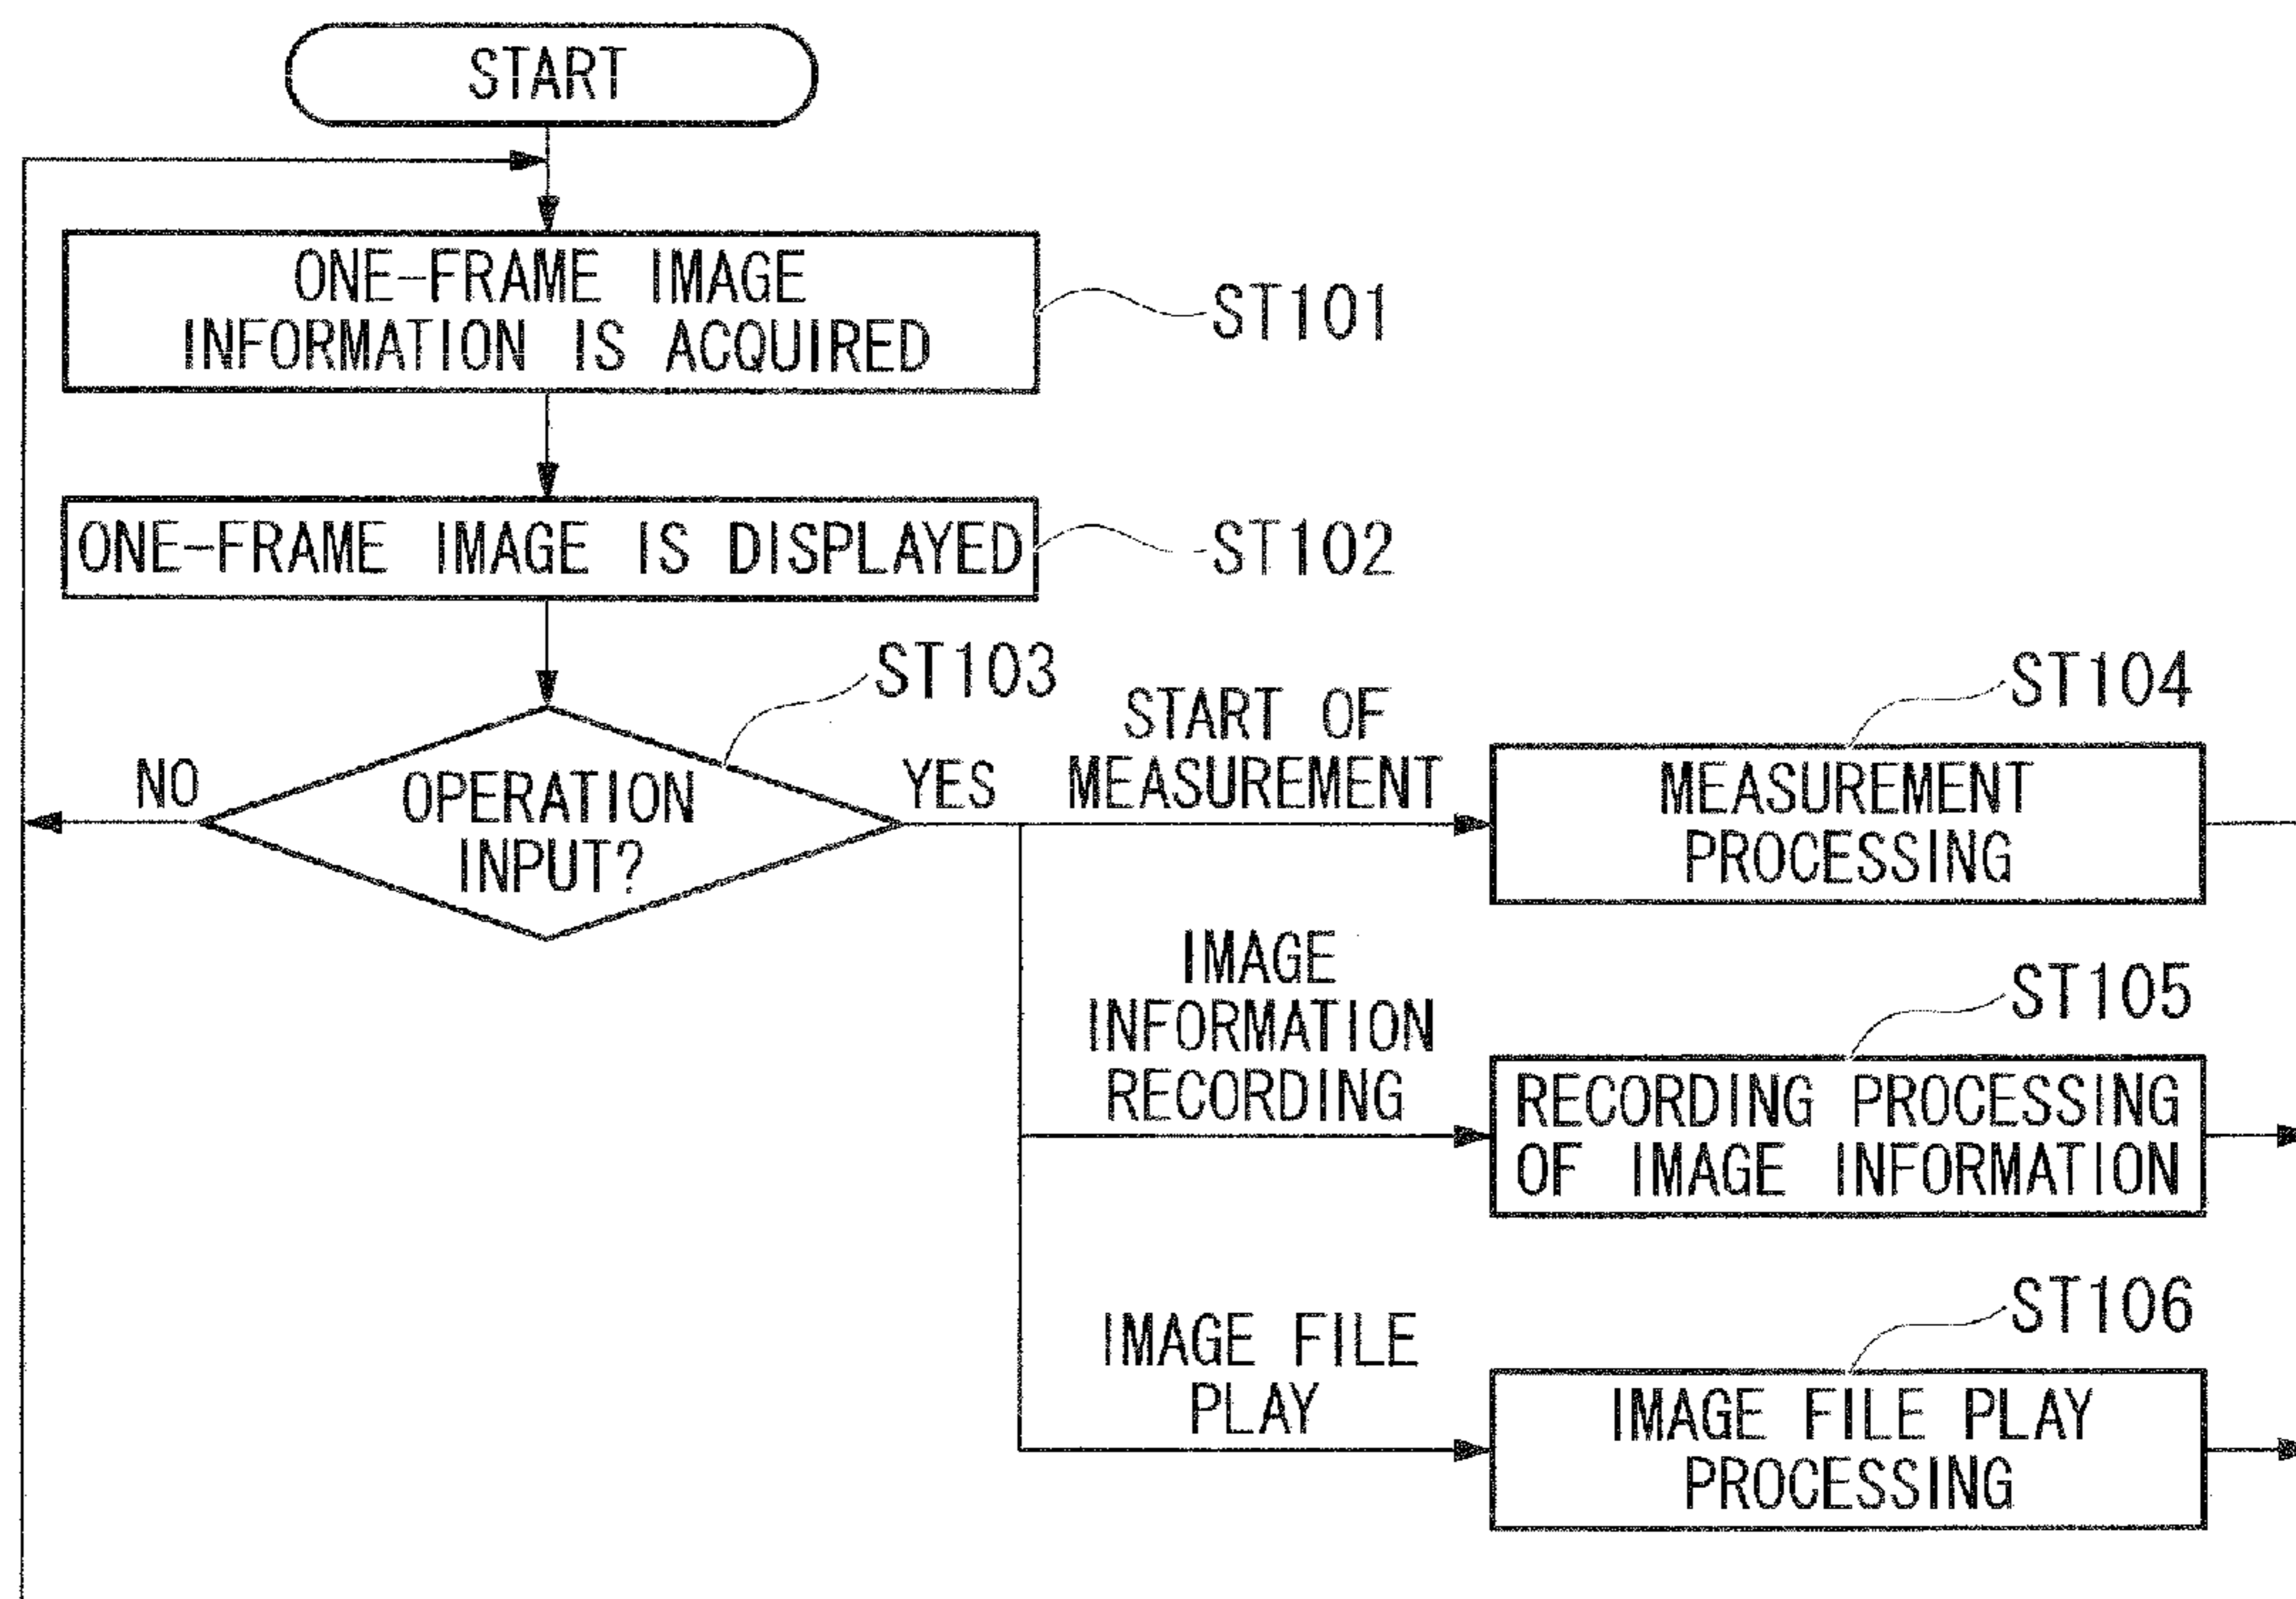 START
ONE-FRAME IMAGE
INFORMATION IS ACQUIRED
ST101
ONE-FRAME IMAGE IS DISPLAYED
ST102
ST103
OPERATION
INPUT?
NO
YES
START OF
MEASUREMENT
ST104
MEASUREMENT
PROCESSING
IMAGE
INFORMATION
RECORDING
ST105
RECORDING PROCESSING
OF IMAGE INFORMATION
IMAGE FILE
PLAY
ST106
IMAGE FILE PLAY
PROCESSING